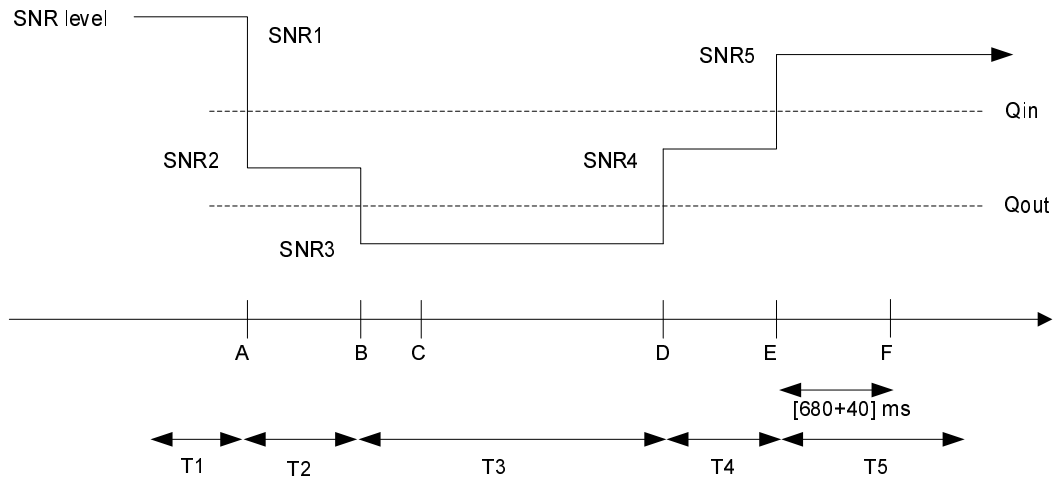 SNR level
SNR1
SNR5
Qin
SNR2
SNR4
Qout
SNR3
A
B
C
D
E
F
[680+40] ms
T1
T2
T3
T4
T5